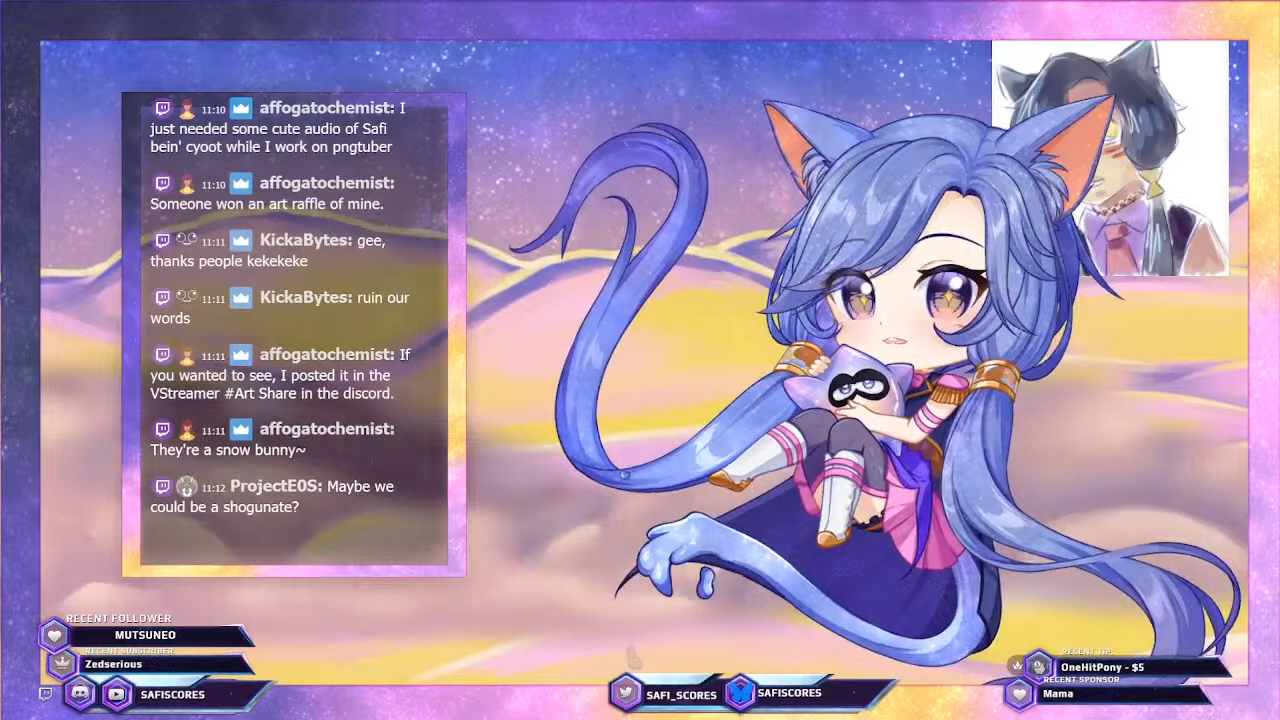 11:10 affogatochemist: I
just needed some cute audio of Safi
bein' cyoot while I work on pngtuber
11:10 affogatochemist:
Someone won an art raffle of mine.
11:11 KickaBytes: gee,
thanks people kekekeke
11:11 KickaBytes: ruin our
words
11:11 affogatochemist: If
you wanted to see, I posted it in the
VStreamer #Art Share in the discord.
11:11 affogatochemist:
They're a snow bunny~
11:12 ProjectE0S: Maybe we
could be a shogunate?
RECENT FOLLOWER
MUTSUNEO
RECENT SUBSCRIBER
Zedserious
SAFISCORES
SAFI_SCORES
SAFISCORES
RECENT TIP
OneHitPony - $5
RECENT SPONSOR
Mama